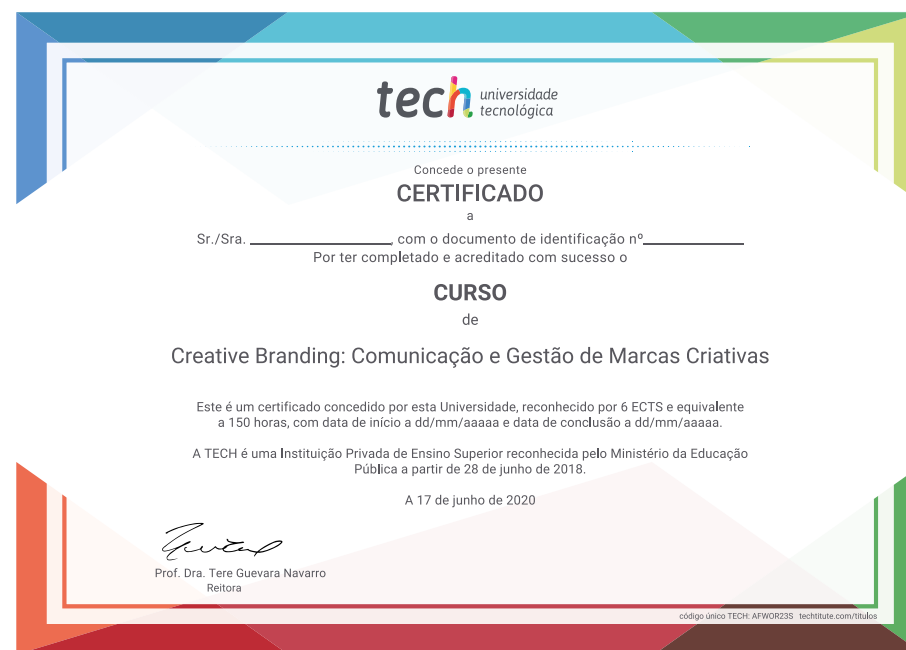 tech universidade
tecnológica
Concede o presente
CERTIFICADO
a
Sr./Sra. ____________________, com o documento de identificação nº______________
Por ter completado e acreditado com sucesso o
CURSO
de
Creative Branding: Comunicação e Gestão de Marcas Criativas
Este é um certificado concedido por esta Universidade, reconhecido por 6 ECTS e equivalente
a 150 horas, com data de início a dd/mm/aaaaa e data de conclusão a dd/mm/aaaaa.
A TECH é uma Instituição Privada de Ensino Superior reconhecida pelo Ministério da Educação
Pública a partir de 28 de junho de 2018.
A 17 de junho de 2020
Prof. Dra. Tere Guevara Navarro
Reitora
código único TECH: AFWOR23S techtitute.com/titulos